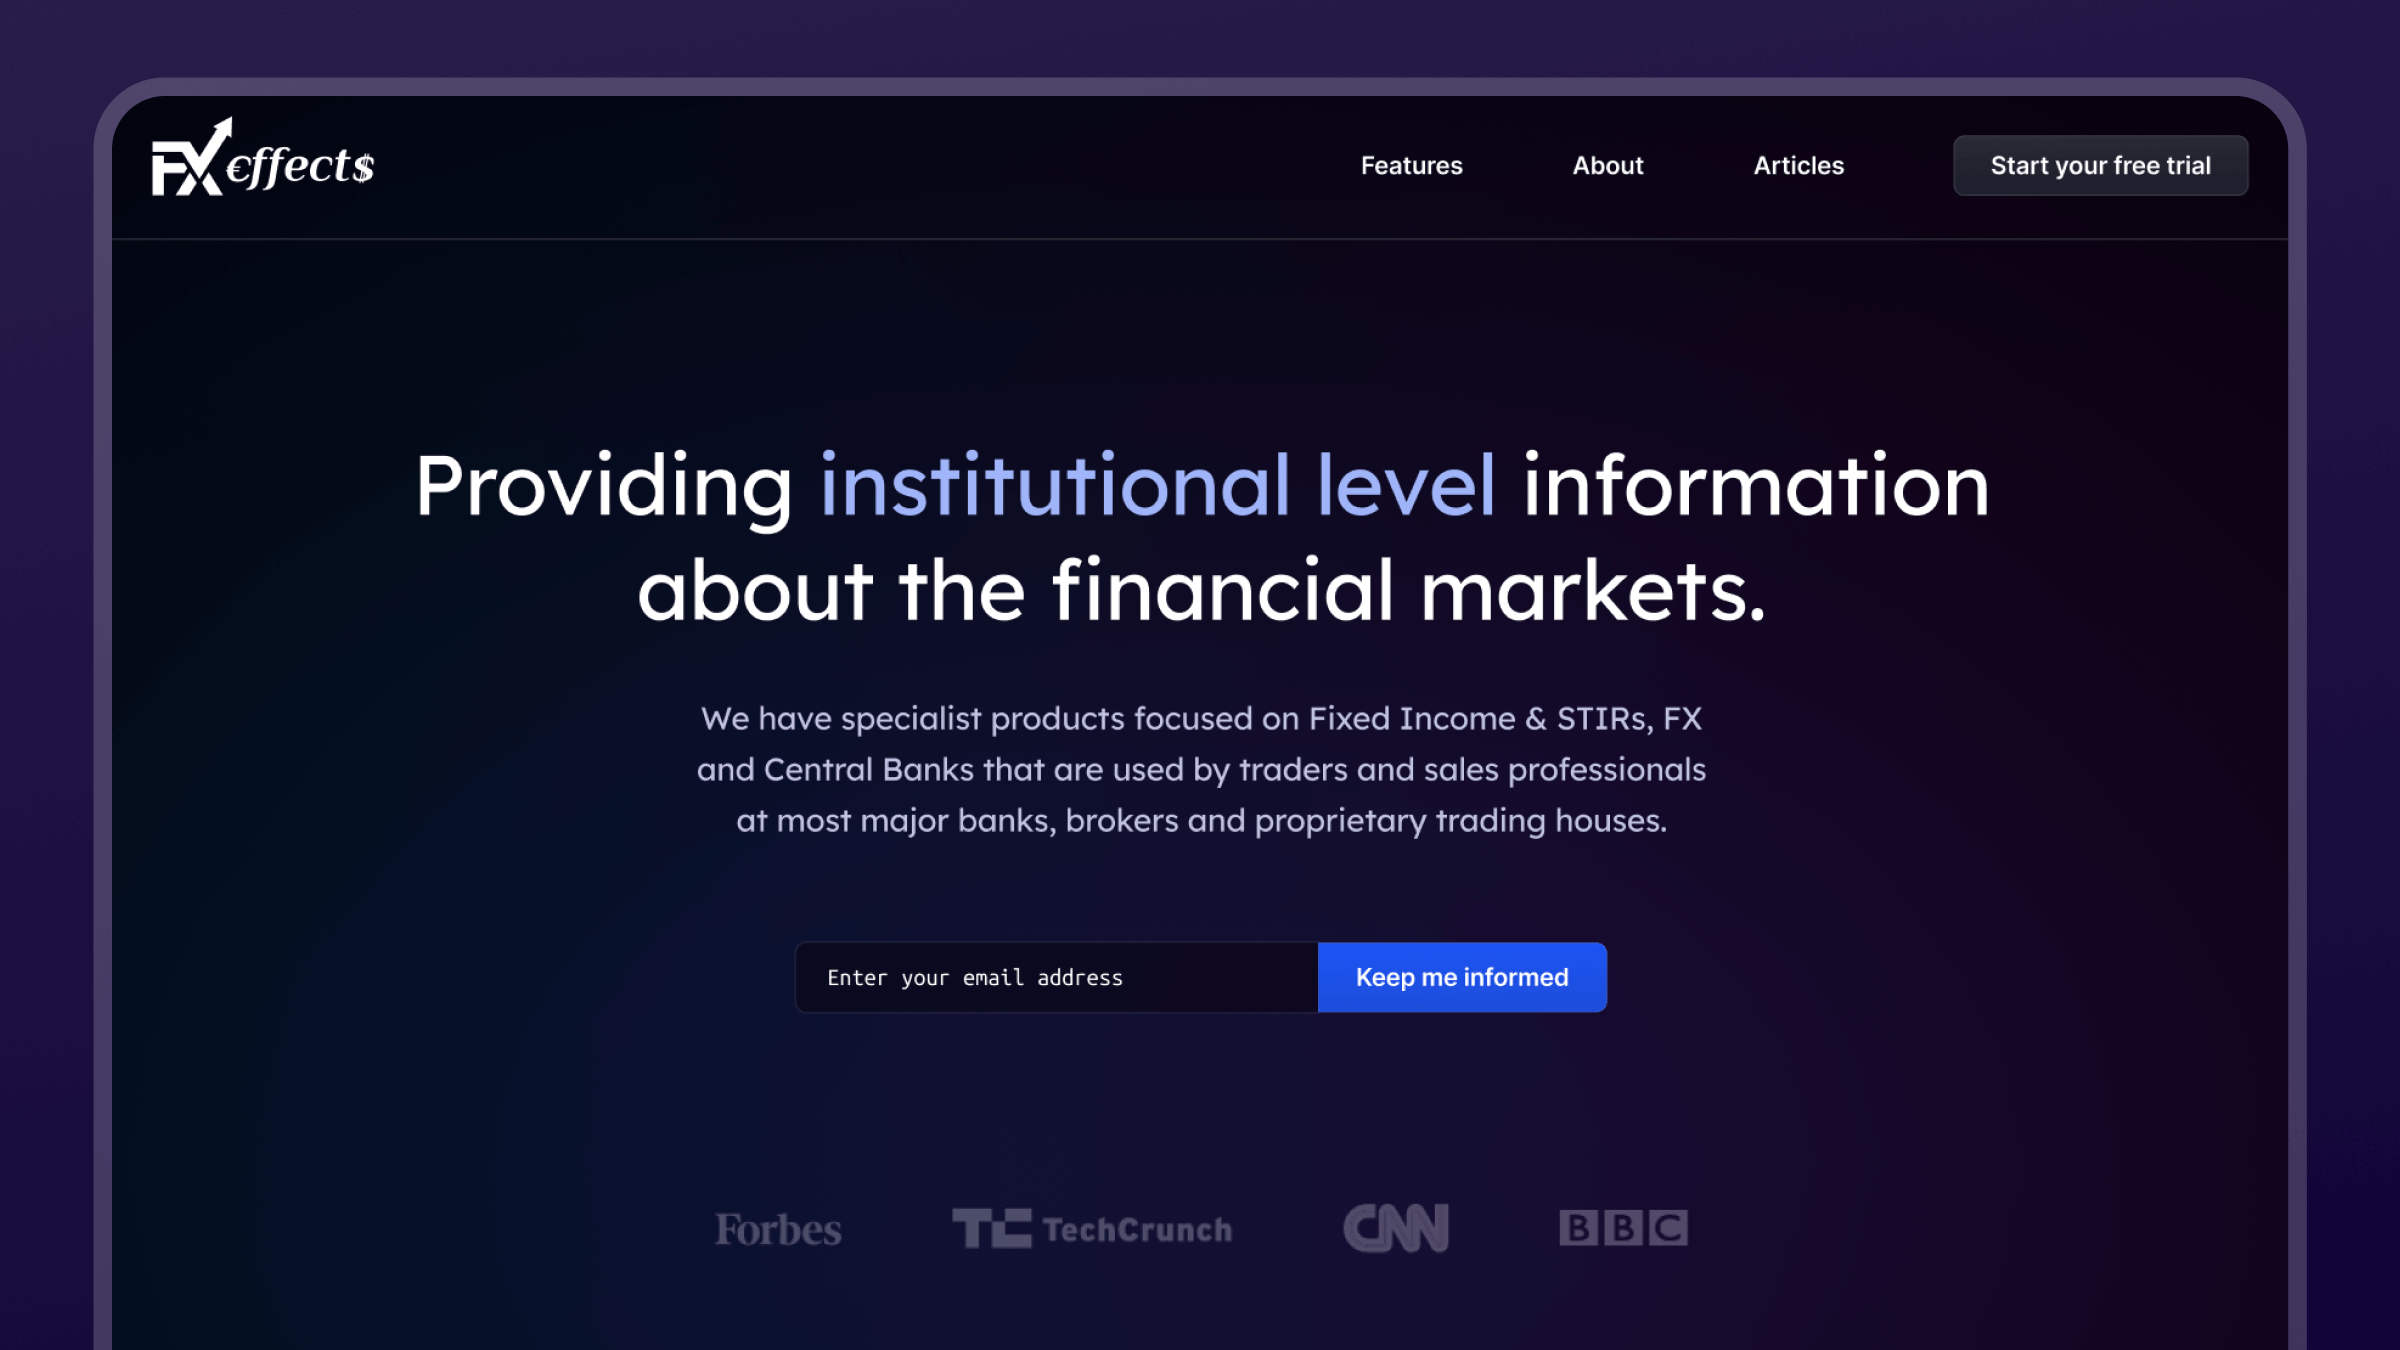 FX €ffect$
Features
About
Articles
Start your free trial
Providing institutional level information
about the financial markets.
We have specialist products focused on Fixed Income & STIRs, FX
and Central Banks that are used by traders and sales professionals
at most major banks, brokers and proprietary trading houses.
Enter your email address
Keep me informed
Forbes
TC TechCrunch
CNN
BBC